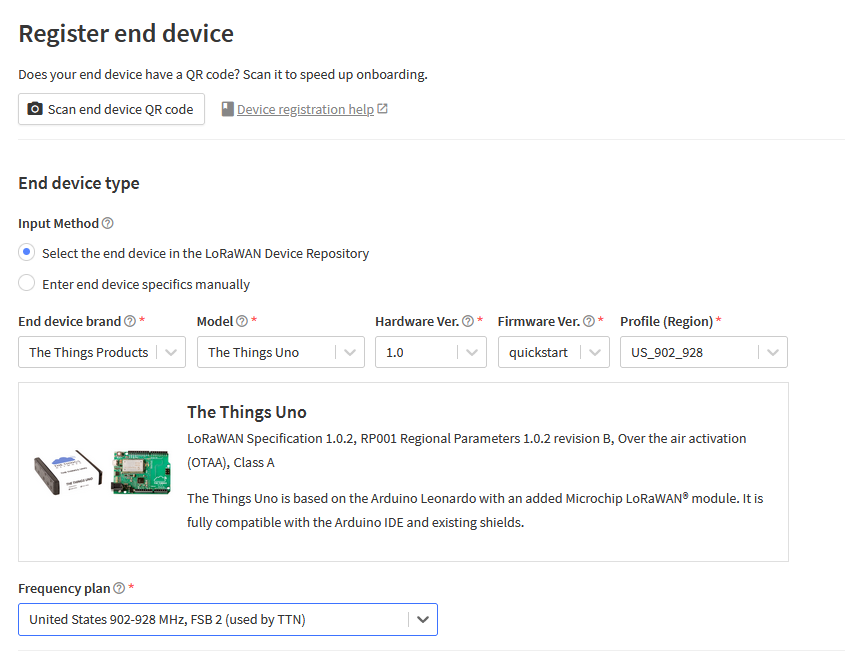 Register end device
Does your end device have a QR code? Scan it to speed up onboarding.
Scan end device QR code
Device registration help
End device type
Input Method
Select the end device in the LoRaWAN Device Repository
Enter end device specifics manually
End device brand * Model * Hardware Ver. * Firmware Ver. * Profile (Region) *
The Things Products The Things Uno 1.0 quickstart US_902_928
The Things Uno
LoRaWAN Specification 1.0.2, RP001 Regional Parameters 1.0.2 revision B, Over the air activation
(OTAA), Class A
The Things Uno is based on the Arduino Leonardo with an added Microchip LoRaWAN® module. It is
fully compatible with the Arduino IDE and existing shields.
Frequency plan *
United States 902-928 MHz, FSB 2 (used by TTN)